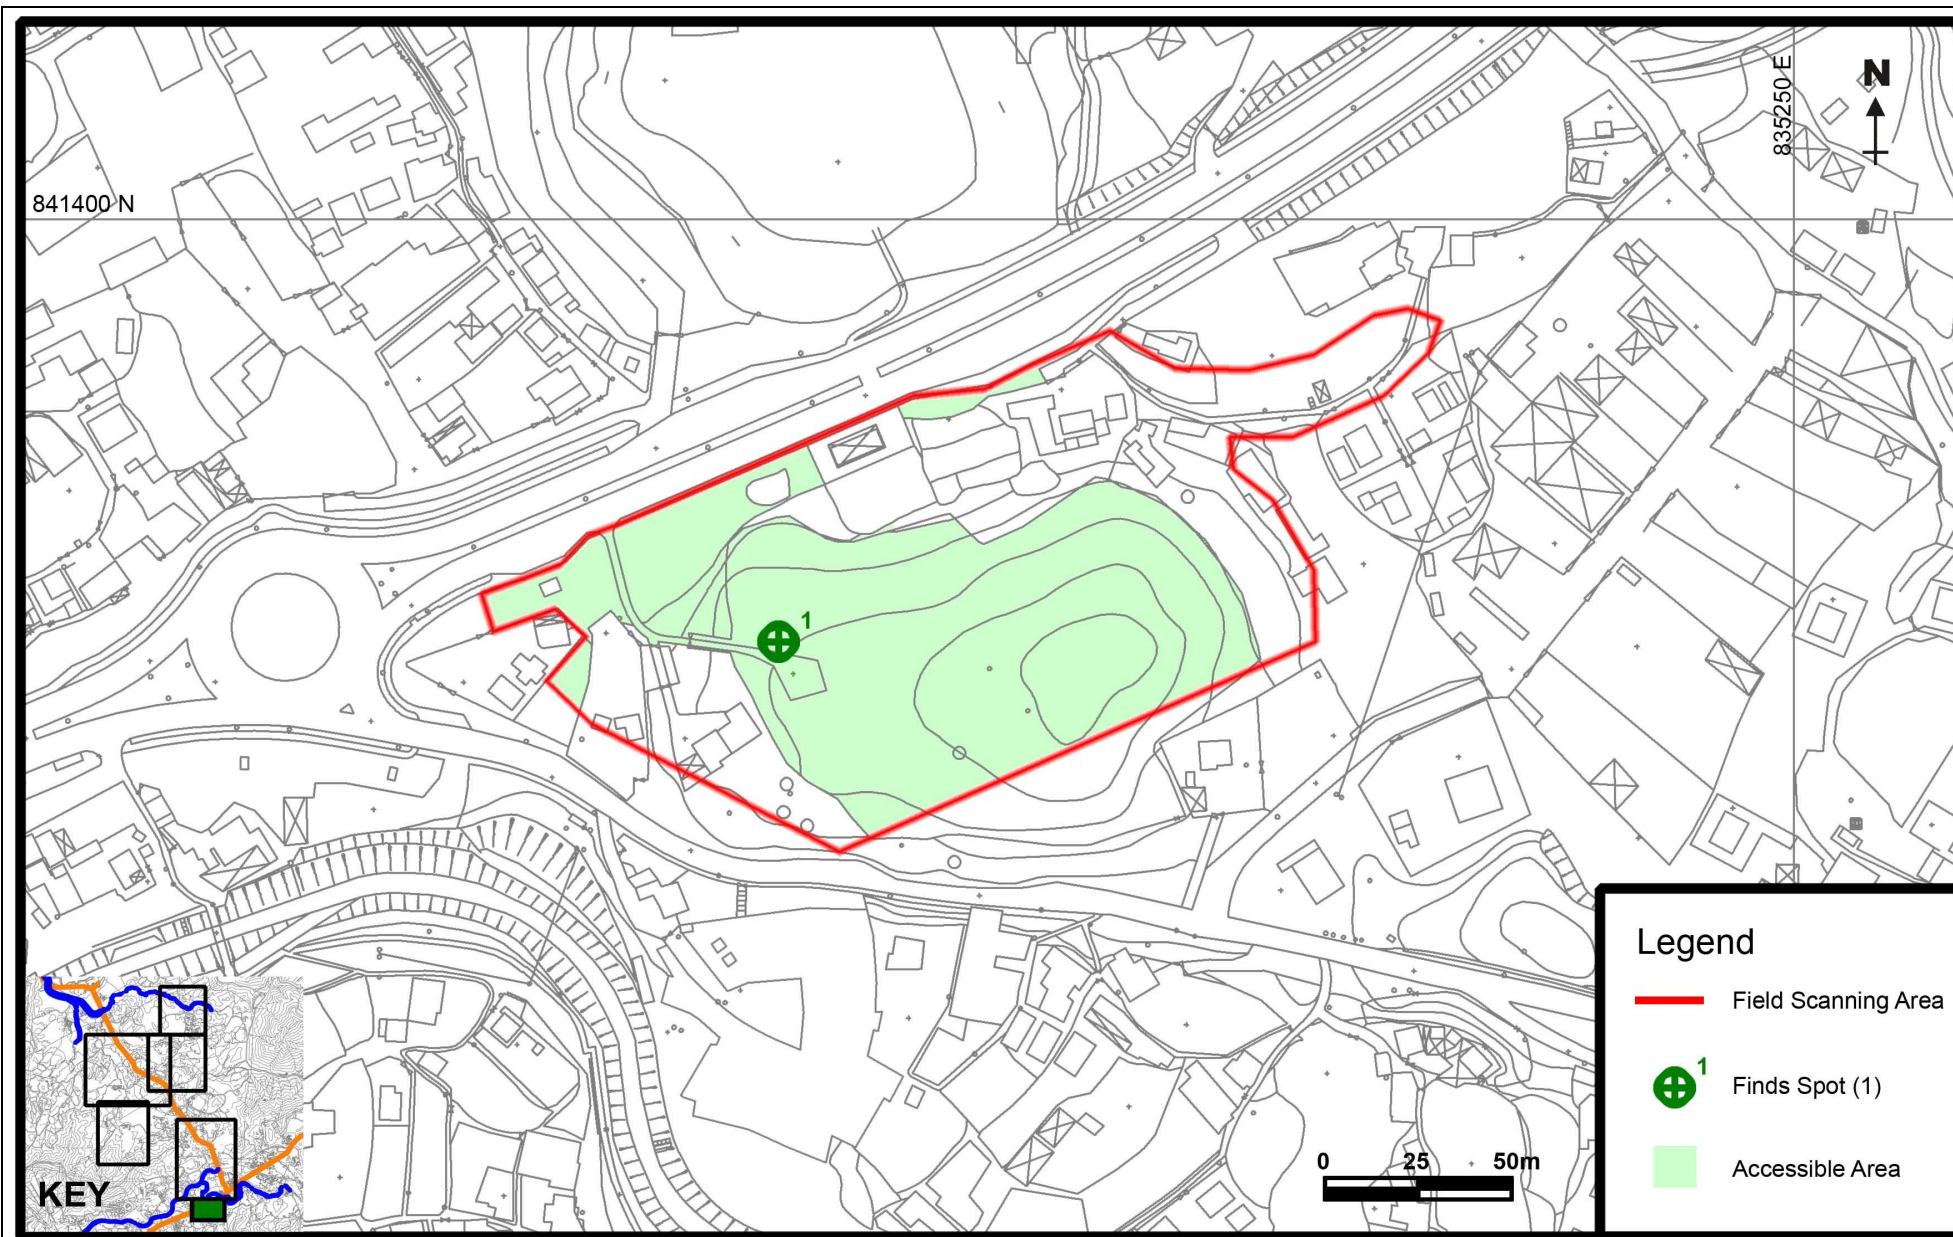 835250 E
N
841400 N
1
Legend
Field Scanning Area
1
Finds Spot (1)
Accessible Area
0 25 50m
KEY